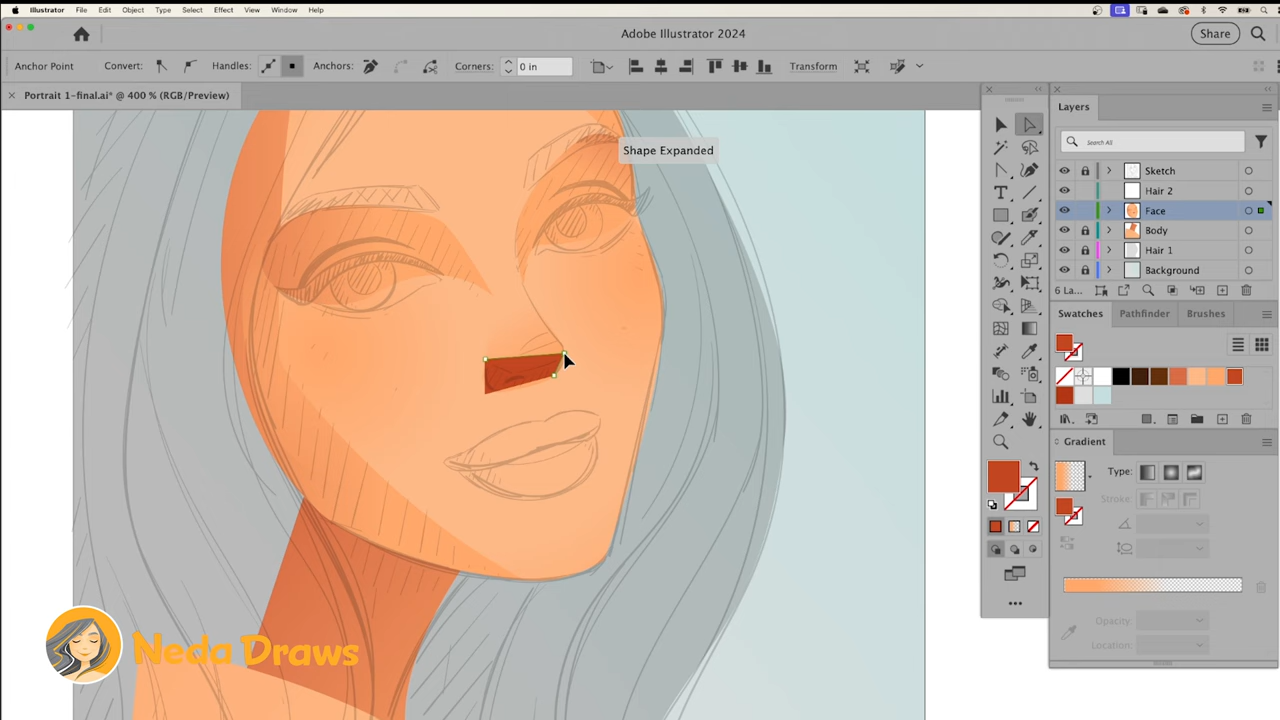 Illustrator File Edit Object Type Select Effect View Window Help
Adobe Illustrator 2024
Share
Anchor Point Convert: Handles: Anchors: Corners: 0 in Transform
Portrait 1-final.ai* @ 400 % (RGB/Preview)
Shape Expanded
Layers
Search All
Sketch
Hair 2
Face
Body
Hair 1
Background
6 La...
Swatches Pathfinder Brushes
Gradient
Type:
Stroke:
Opacity:
Location:
Neda Draws